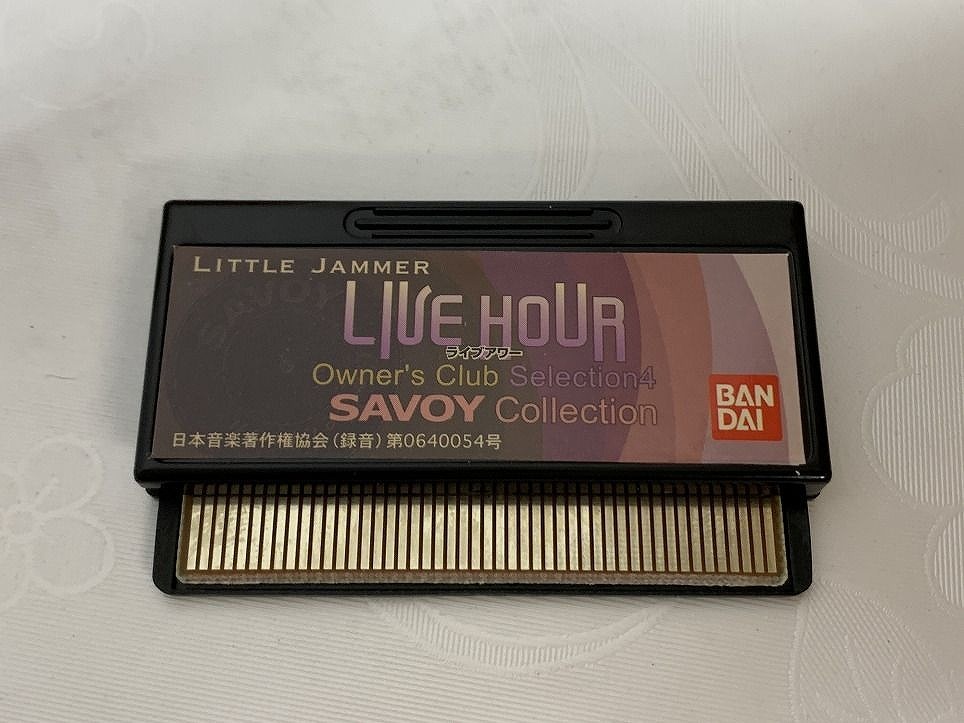 LITTLE JAMMER
SAVOY
LIVE HOUR
ライブアワー
Owner's Club Selection4
SAVOY Collection
BAN
DAI
日本音楽著作権協会(録音)第0640054号